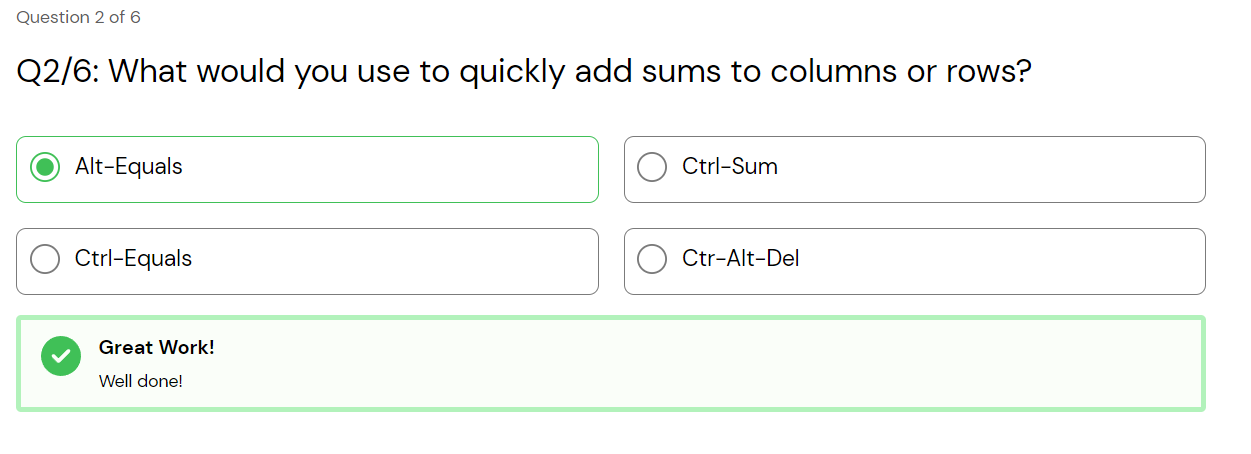 Question 2 of 6
Q2/6: What would you use to quickly add sums to columns or rows?
Alt-Equals
Ctrl-Sum
Ctrl-Equals
Ctr-Alt-Del
Great Work!
Well done!